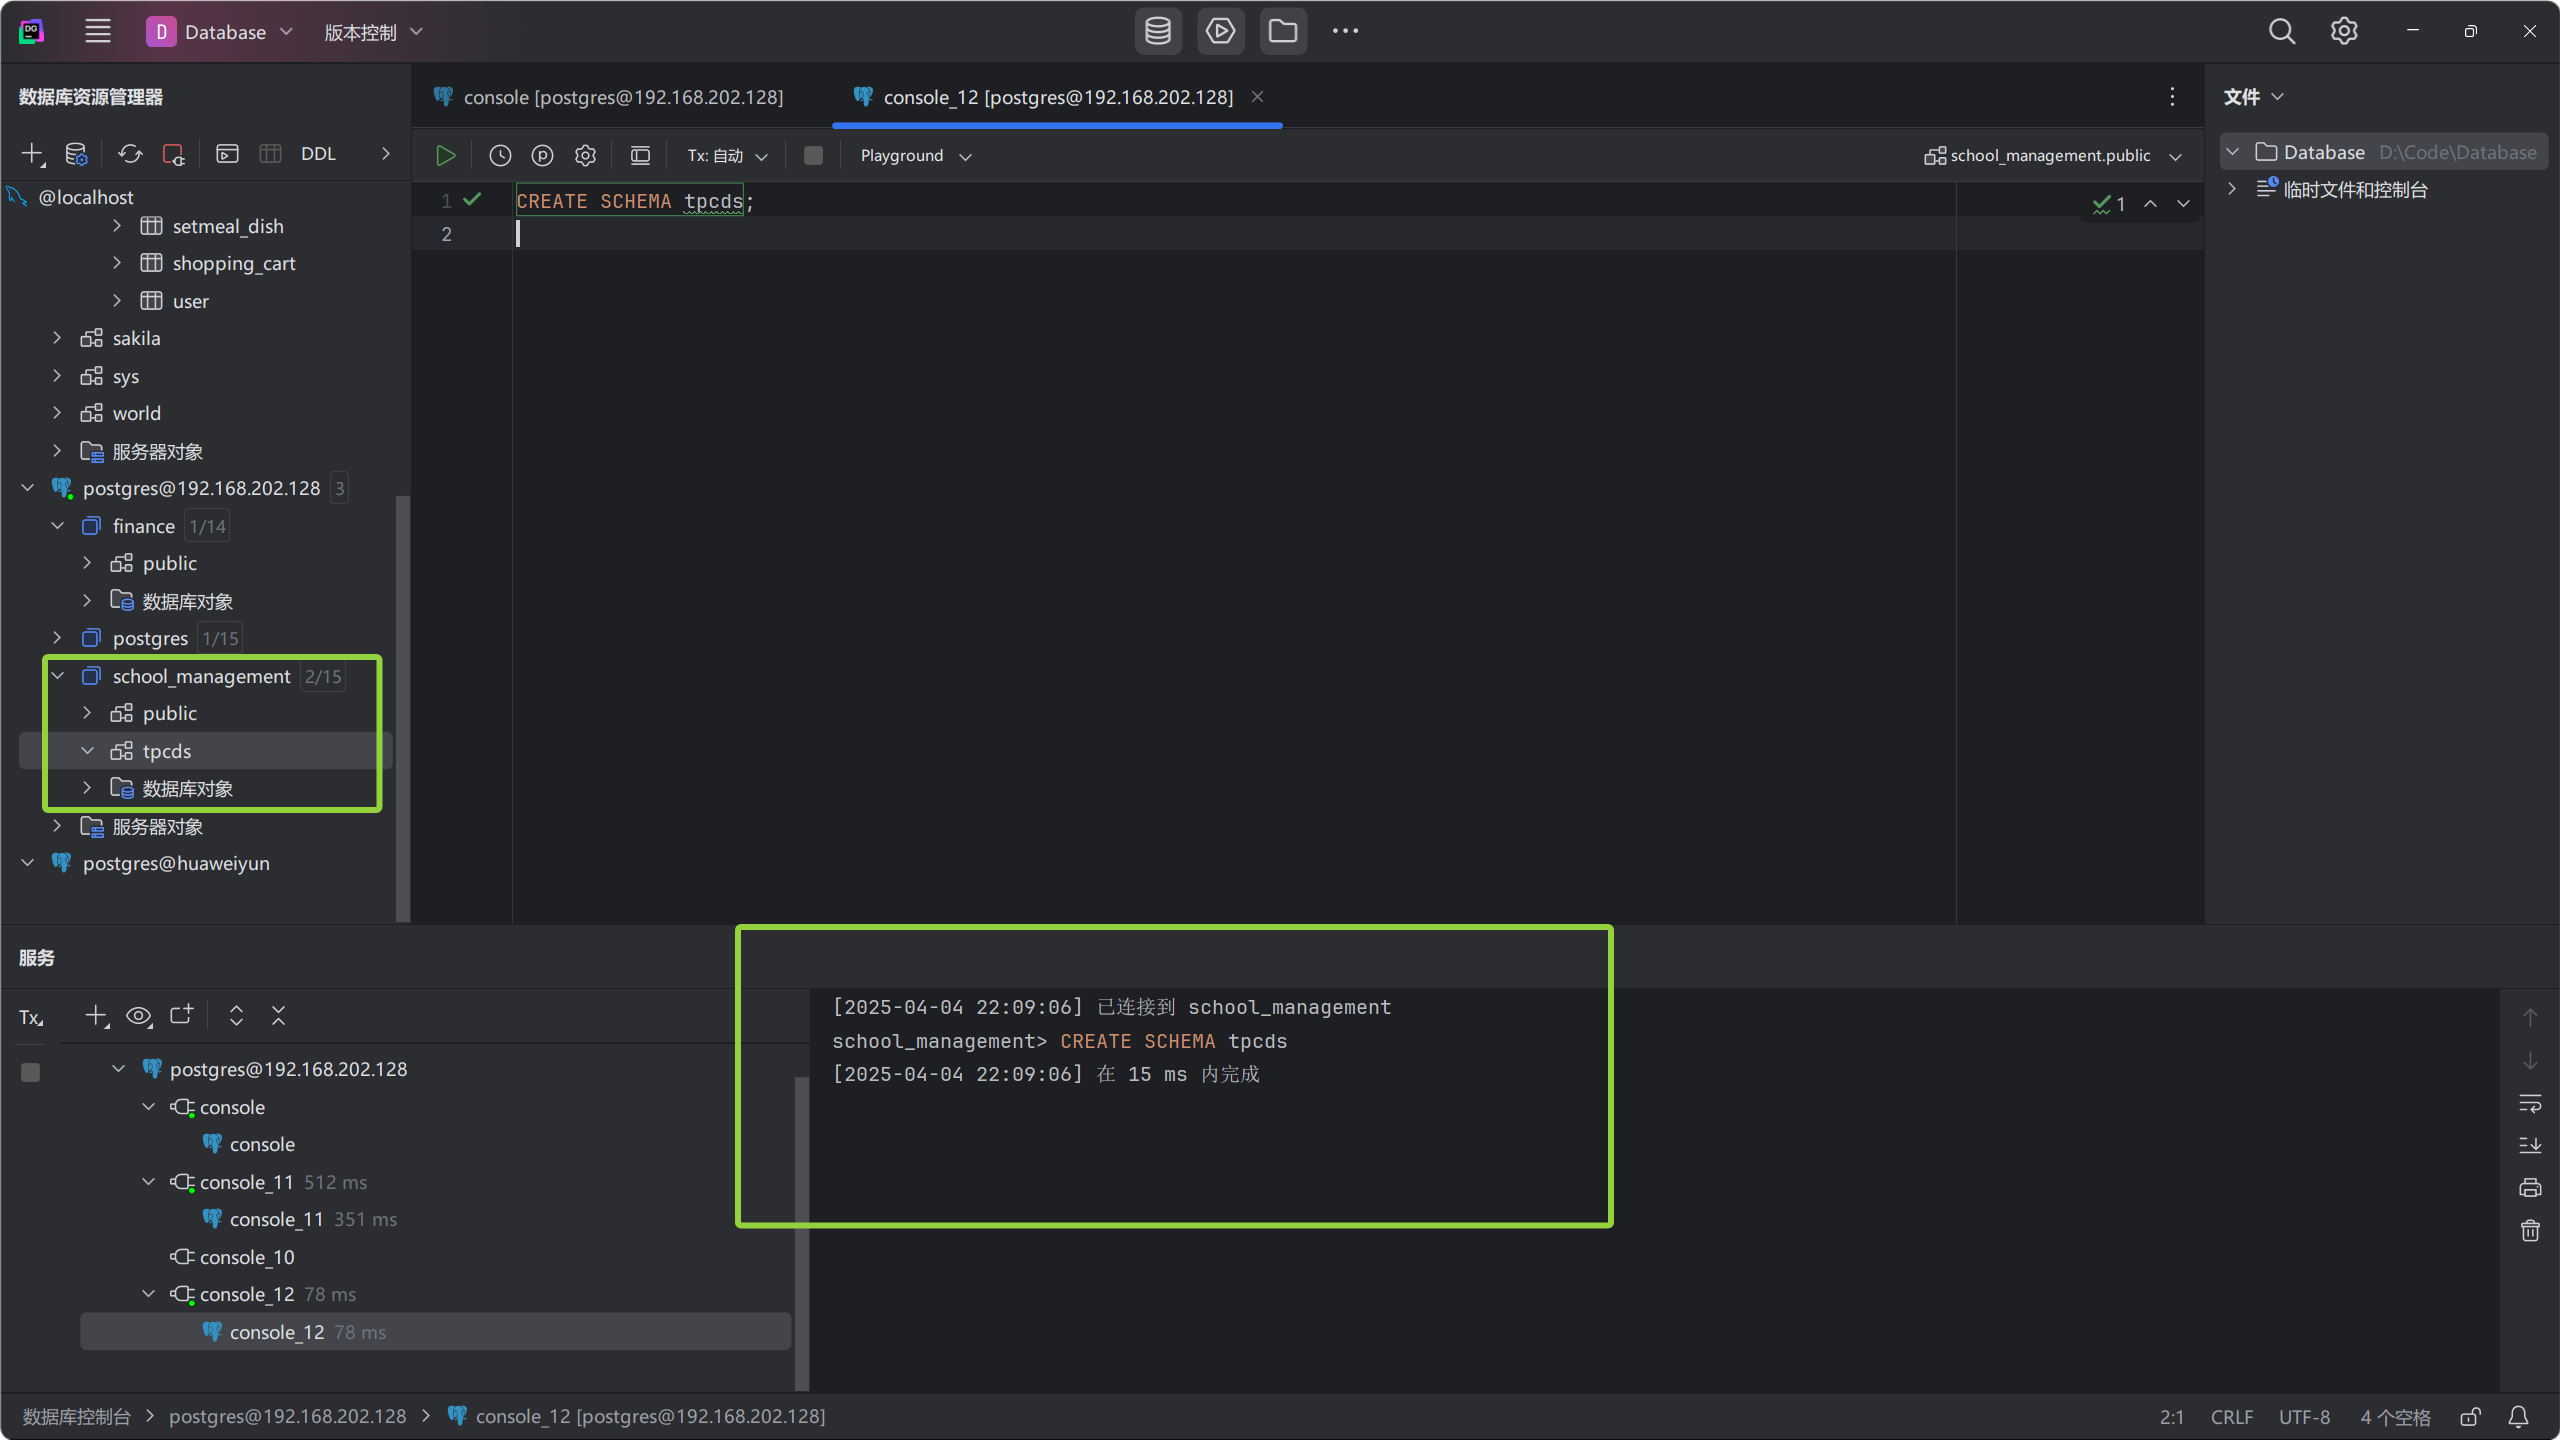 DG
D Database 版本控制
数据库资源管理器
DDL
@localhost
setmeal_dish
shopping_cart
user
sakila
sys
world
服务器对象
postgres@192.168.202.128 3
finance 1/14
public
数据库对象
postgres 1/15
school_management 2/15
public
tpcds
数据库对象
服务器对象
postgres@huaweiyun
console [postgres@192.168.202.128]
console_12 [postgres@192.168.202.128]
Tx: 自动
Playground
school_management.public
1 CREATE SCHEMA tpcds;
2
1
文件
Database D:\Code\Database
临时文件和控制台
服务
Tx
postgres@192.168.202.128
console
console
console_11 512 ms
console_11 351 ms
console_10
console_12 78 ms
console_12 78 ms
[2025-04-04 22:09:06] 已连接到 school_management
school_management> CREATE SCHEMA tpcds
[2025-04-04 22:09:06] 在 15 ms 内完成
数据库控制台 > postgres@192.168.202.128 > console_12 [postgres@192.168.202.128]
2:1 CRLF UTF-8 4 个空格